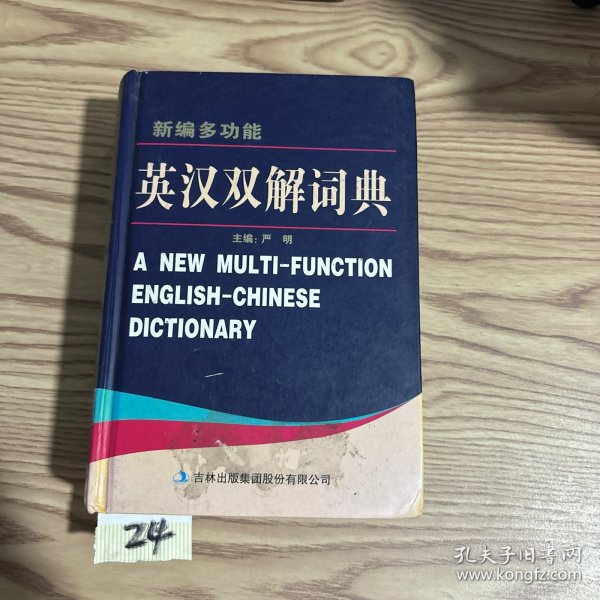 新编多功能
英汉双解词典
主编：严 明
A NEW MULTI-FUNCTION
ENGLISH-CHINESE
DICTIONARY
吉林出版集团股份有限公司
24
孔夫子旧书网
www.kongfz.com